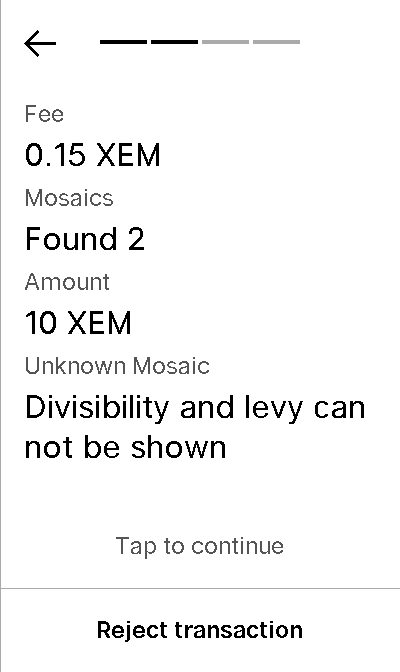 Fee
0.15 XEM
Mosaics
Found 2
Amount
10 XEM
Unknown Mosaic
Divisibility and levy can
not be shown
Tap to continue
Reject transaction